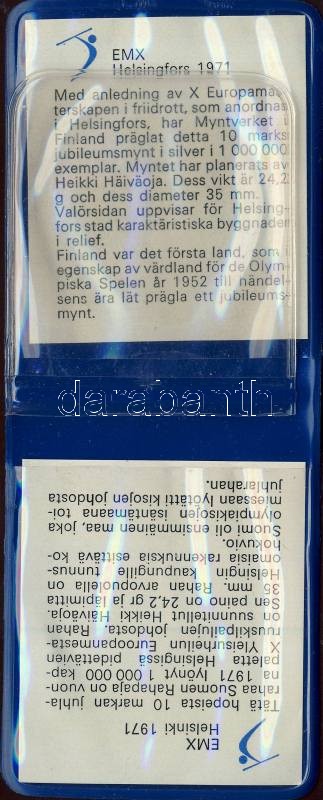 EMX
Helsingfors 1971
Med anledning av X Europamäs-
terskapen i friidrott, som anordnas
i Helsingfors, har Myntverket i
Finland präglat detta 10 marks
jubileumsmynt i silver i 1 000 000
exemplar. Myntet har planerats av
Heikki Häiväoja. Dess vikt är 24,2
g och dess diameter 35 mm.
Valörsidan uppvisar för Helsing-
fors stad karaktäristiska byggnader
i relief.
Finland var det första land, som i
egenskap av värdland för de Olym-
piska Spelen år 1952 till händel-
sens ära lät prägla ett jubileums-
mynt.
darabanth
EMX
Helsinki 1971
Tätä hopeista 10 markan juhla-
rahaa Suomen Rahapaja on vuon-
na 1971 lyönyt 1 000 000 kap-
paletta Helsingissä pidettävien
X Yleisurheilun Euroopanmesta-
ruuskilpailujen johdosta. Rahan
on suunnitellut Heikki Häiväoja.
Sen paino on 24,2 gr ja läpimitta
35 mm. Rahan arvopuolella on
Helsingin kaupungille tunnus-
omaisia rakennuksia esittävä ko-
hokuvio.
Suomi oli ensimmäinen maa, joka
olympiakisojen isäntämaana toi-
miessaan lyötätti kisojen johdosta
juhlarahan.